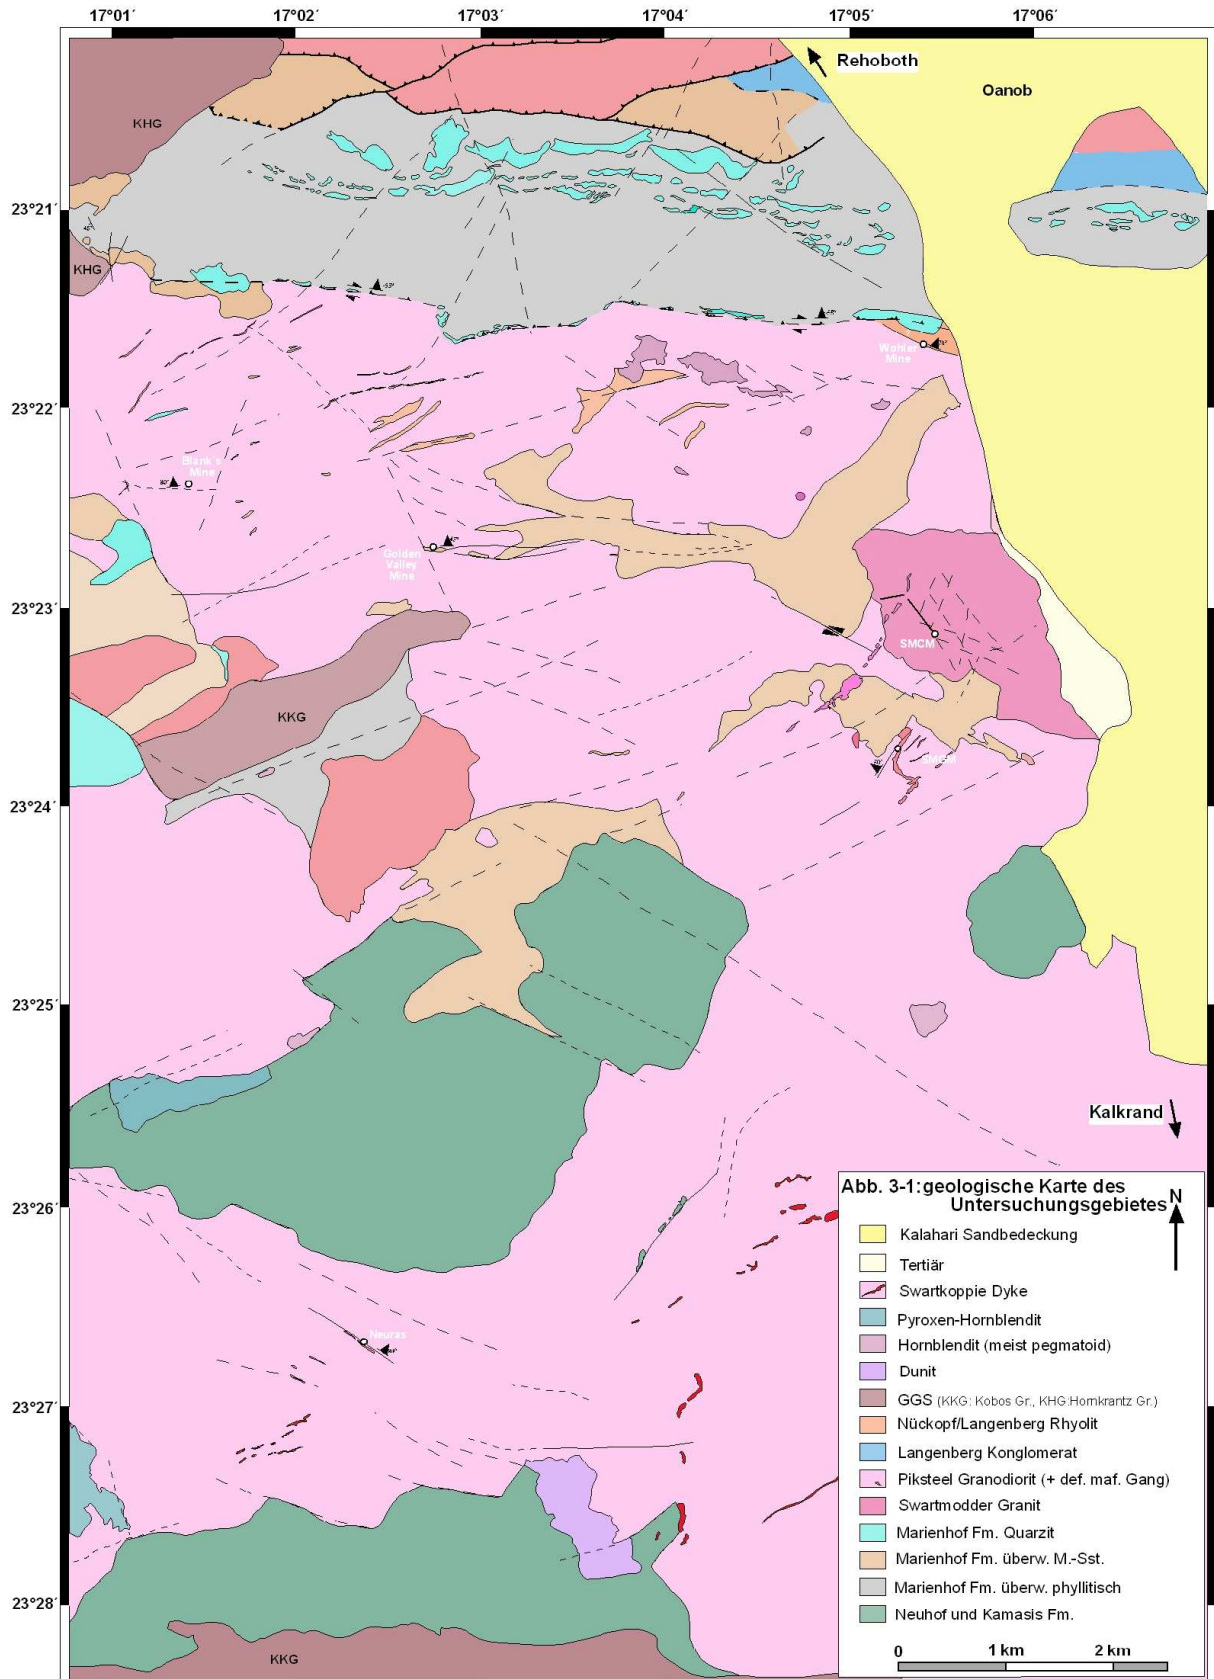 17°01´ 17°02´ 17°03´ 17°04´ 17°05´ 17°06´
Rehoboth
Oanob
KHG
23°21´
KHG
Wohler
Mine
23°22´
Blank´s
Mine
Golden
Valley
Mine
23°23´
SMCM
KKG
SMGM
23°24´
23°25´
Kalkrand
23°26´
Neuras
23°27´
23°28´
KKG
Abb. 3-1:geologische Karte des
Untersuchungsgebietes
N
Kalahari Sandbedeckung
Tertiär
Swartkoppie Dyke
Pyroxen-Hornblendit
Hornblendit (meist pegmatoid)
Dunit
GGS (KKG: Kobos Gr., KHG:Hornkrantz Gr.)
Nückopf/Langenberg Rhyolit
Langenberg Konglomerat
Piksteel Granodiorit (+ def. maf. Gang)
Swartmodder Granit
Marienhof Fm. Quarzit
Marienhof Fm. überw. M.-Sst.
Marienhof Fm. überw. phyllitisch
Neuhof und Kamasis Fm.
0 1 km 2 km